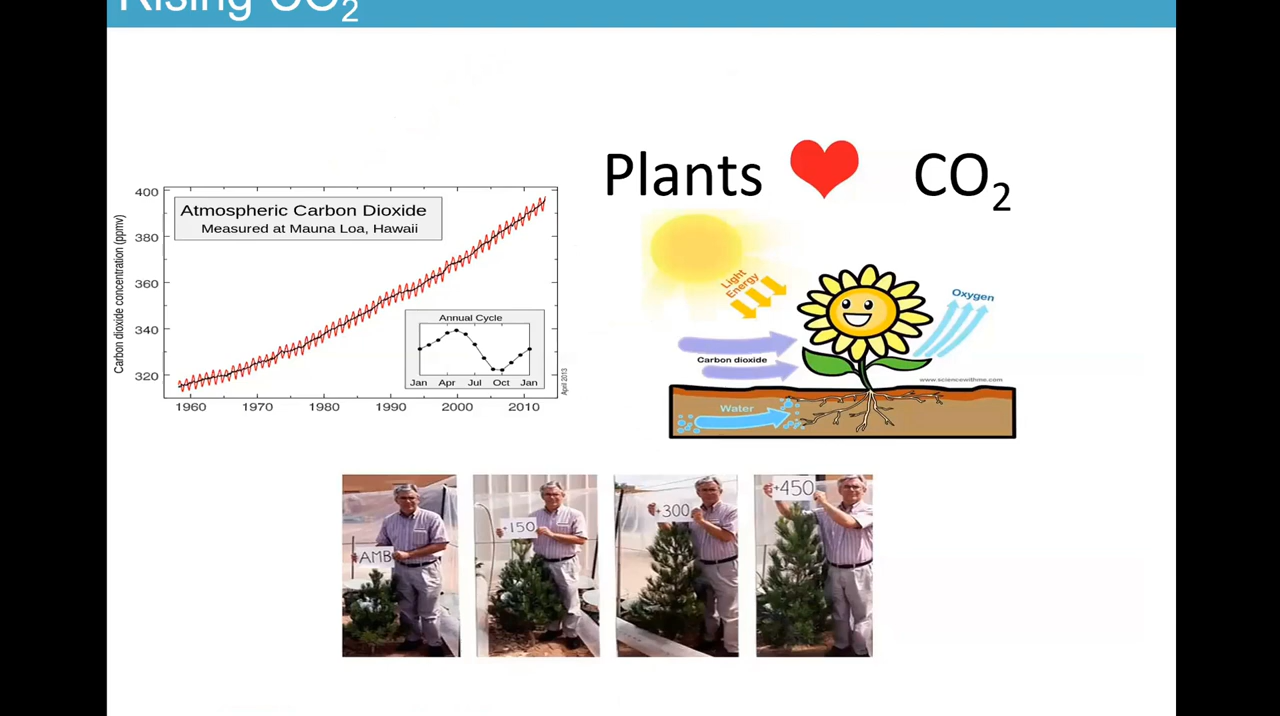 Rising CO2
Plants ❤ CO2
Atmospheric Carbon Dioxide
Measured at Mauna Loa, Hawaii
Carbon dioxide concentration (ppmv)
400
380
360
340
320
1960 1970 1980 1990 2000 2010
Annual Cycle
Jan Apr Jul Oct Jan
April 2013
Light
Energy
Oxygen
Carbon dioxide
www.sciencewithme.com
Water
AMB
+150
+300
+450